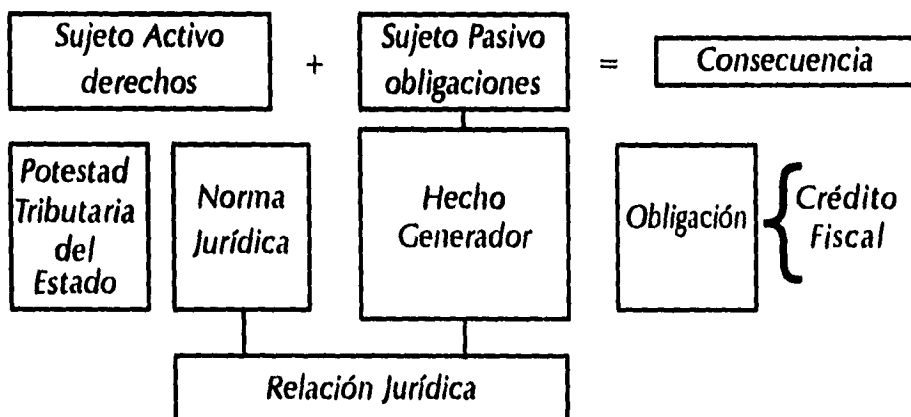 Sujeto Activo
derechos
+
Sujeto Pasivo
obligaciones
=
Consecuencia
Potestad
Tributaria
del
Estado
Norma
Jurídica
Hecho
Generador
Obligación
{
Crédito
Fiscal
Relación Jurídica